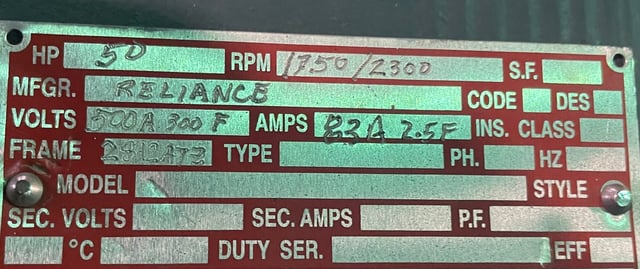 HP 50 RPM 1750/2300 S.F.
MFGR. RELIANCE CODE DES
VOLTS 500A 300F AMPS 83A 2.5F INS. CLASS
FRAME TYPE PH. HZ
MODEL STYLE
SEC. VOLTS SEC. AMPS P.F.
°C DUTY SER. EFF